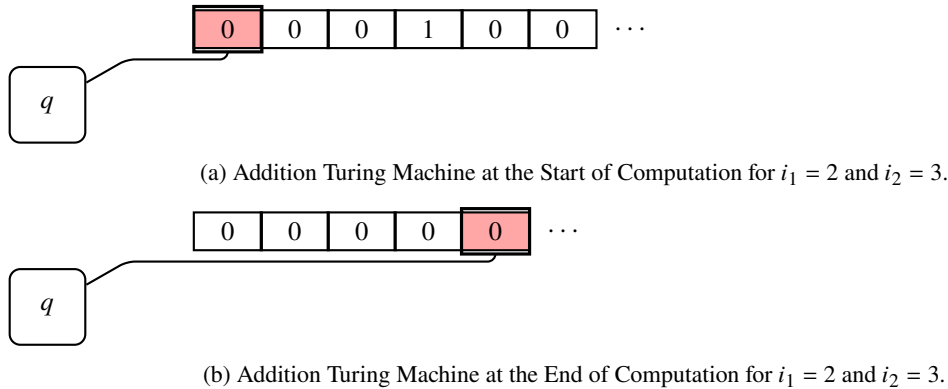 0 0 0 1 0 0 ···
q
(a) Addition Turing Machine at the Start of Computation for i₁ = 2 and i₂ = 3.
0 0 0 0 0 ···
q
(b) Addition Turing Machine at the End of Computation for i₁ = 2 and i₂ = 3.